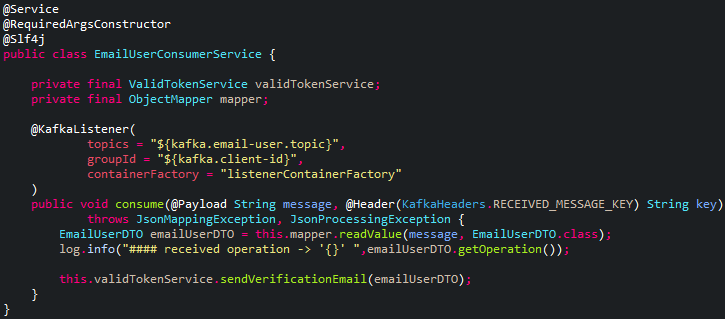 @Service
@RequiredArgsConstructor
@Slf4j
public class EmailUserConsumerService {
private final ValidTokenService validTokenService;
private final ObjectMapper mapper;
@KafkaListener(
topics = "${kafka.email-user.topic}",
groupId = "${kafka.client-id}",
containerFactory = "listenerContainerFactory"
)
public void consume(@Payload String message, @Header(KafkaHeaders.RECEIVED_MESSAGE_KEY) String key)
throws JsonMappingException, JsonProcessingException {
EmailUserDTO emailUserDTO = this.mapper.readValue(message, EmailUserDTO.class);
log.info("#### received operation -> '{}' ",emailUserDTO.getOperation());
this.validTokenService.sendVerificationEmail(emailUserDTO);
}
}